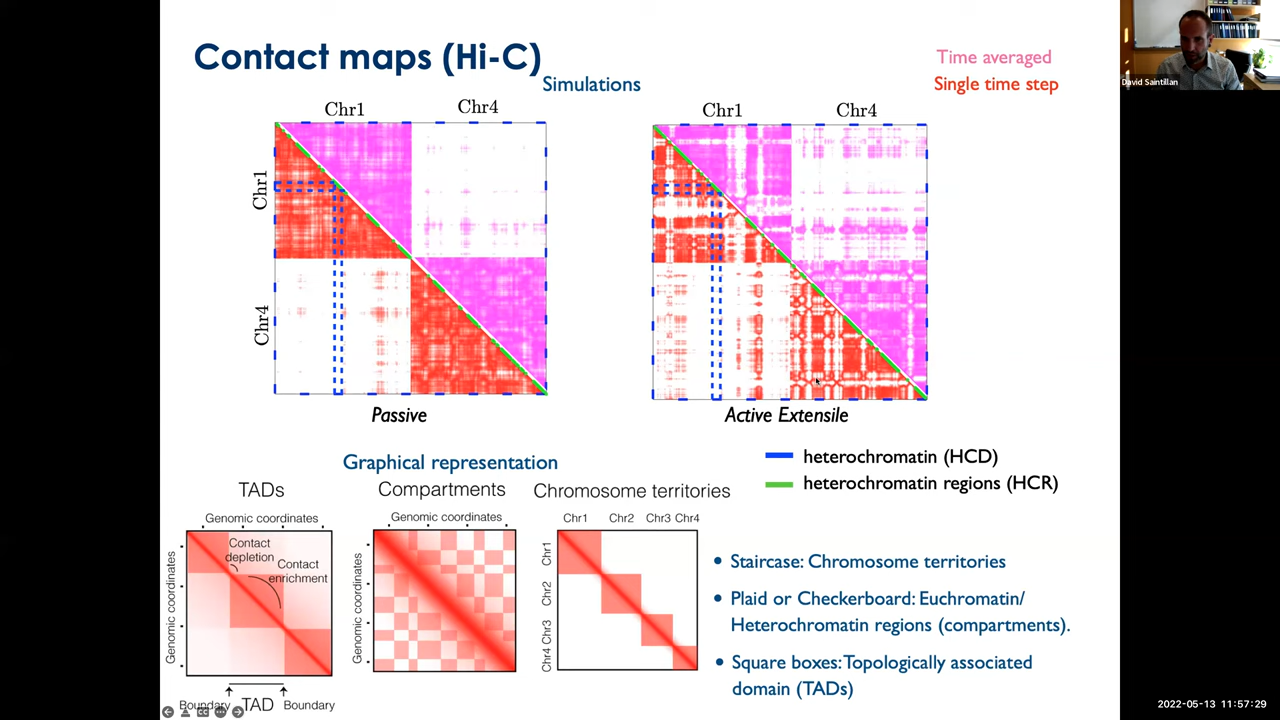 Contact maps (Hi-C)
Simulations
Time averaged
Single time step
David Saintillan
Chr1
Chr4
Chr1
Chr4
Chr1
Chr4
Passive
Active Extensile
heterochromatin (HCD)
heterochromatin regions (HCR)
Graphical representation
TADs
Genomic coordinates
Genomic coordinates
Contact
depletion
Contact
enrichment
Boundary
TAD
Boundary
Compartments
Genomic coordinates
Genomic coordinates
Chromosome territories
Chr1 Chr2 Chr3 Chr4
Chr1
Chr2
Chr3
Chr4
• Staircase: Chromosome territories
• Plaid or Checkerboard: Euchromatin/
Heterochromatin regions (compartments).
• Square boxes: Topologically associated
domain (TADs)
2022-05-13 11:57:29